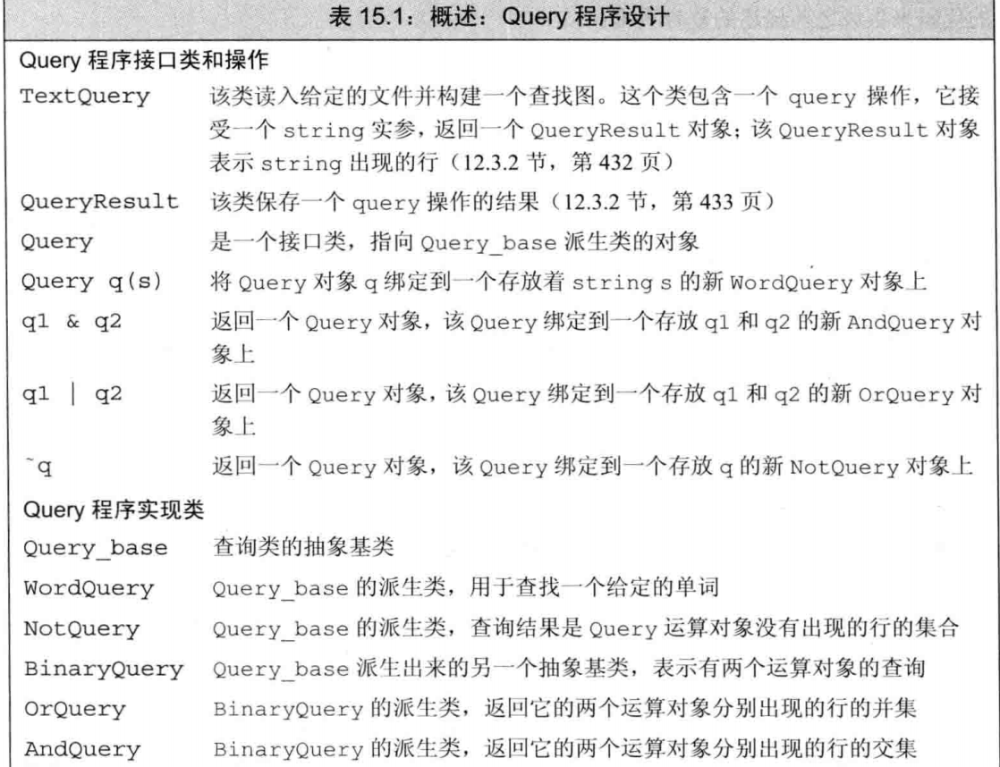 表 15.1：概述：Query 程序设计
Query 程序接口类和操作
TextQuery 该类读入给定的文件并构建一个查找图。这个类包含一个 query 操作，它接
受一个 string 实参，返回一个 QueryResult 对象；该 QueryResult 对象
表示 string 出现的行（12.3.2 节，第 432 页）
QueryResult 该类保存一个 query 操作的结果（12.3.2 节，第 433 页）
Query 是一个接口类，指向 Query_base 派生类的对象
Query q(s) 将 Query 对象 q 绑定到一个存放着 string s 的新 WordQuery 对象上
q1 & q2 返回一个 Query 对象，该 Query 绑定到一个存放 q1 和 q2 的新 AndQuery 对
象上
q1 | q2 返回一个 Query 对象，该 Query 绑定到一个存放 q1 和 q2 的新 OrQuery 对
象上
~q 返回一个 Query 对象，该 Query 绑定到一个存放 q 的新 NotQuery 对象上
Query 程序实现类
Query_base 查询类的抽象基类
WordQuery Query_base 的派生类，用于查找一个给定的单词
NotQuery Query_base 的派生类，查询结果是 Query 运算对象没有出现的行的集合
BinaryQuery Query_base 派生出来的另一个抽象基类，表示有两个运算对象的查询
OrQuery BinaryQuery 的派生类，返回它的两个运算对象分别出现的行的并集
AndQuery BinaryQuery 的派生类，返回它的两个运算对象分别出现的行的交集